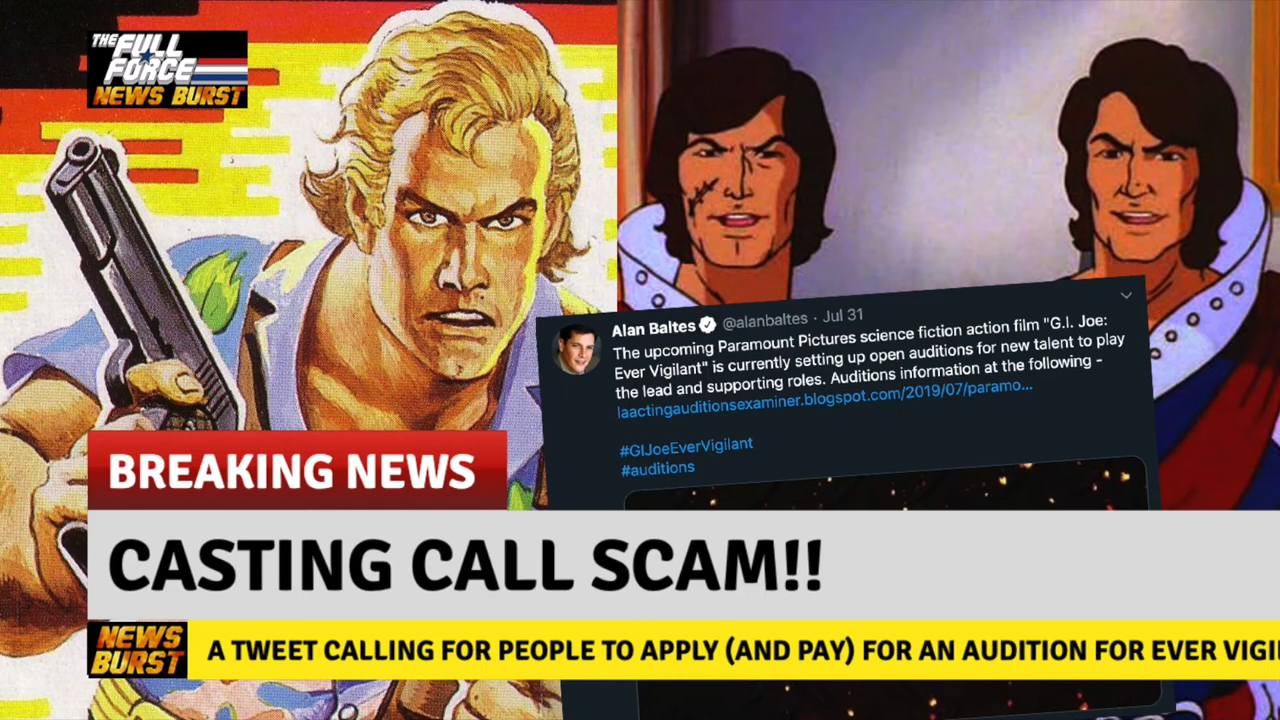 THE
FULL
FORCE
NEWS BURST
Alan Baltes @alanbaltes · Jul 31
The upcoming Paramount Pictures science fiction action film "G.I. Joe:
Ever Vigilant" is currently setting up open auditions for new talent to play
the lead and supporting roles. Auditions information at the following -
laactingauditionsexaminer.blogspot.com/2019/07/paramo...
#GIJoeEverVigilant
#auditions
BREAKING NEWS
CASTING CALL SCAM!!
NEWS
BURST
A TWEET CALLING FOR PEOPLE TO APPLY (AND PAY) FOR AN AUDITION FOR EVER VIGI